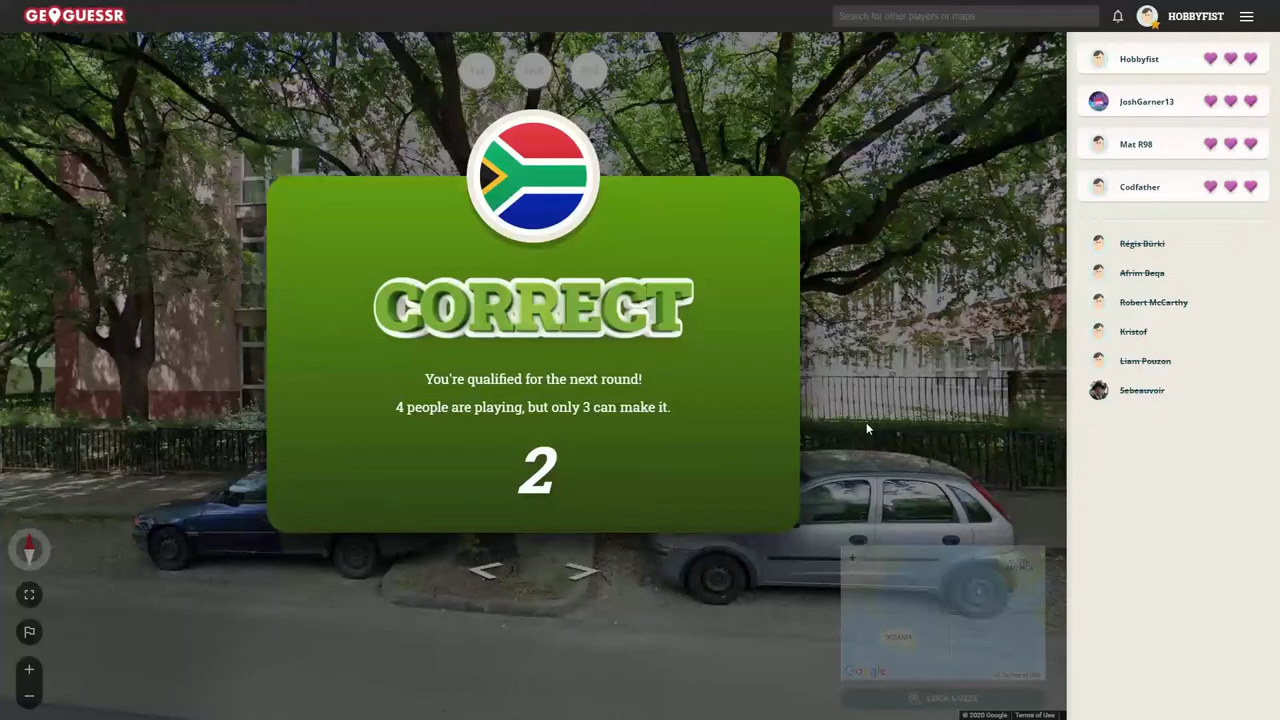 GEOGUESSR
Search for other players or maps
HOBBYFIST
Hobbyfist
JoshGarner13
Mat R98
Codfather
Régis Bürki
Afrim Beqa
Robert McCarthy
Kristof
Liam Pouzon
Sebeauvoir
CORRECT
You're qualified for the next round!
4 people are playing, but only 3 can make it.
2
OCEANIA
Google
© 2020 Google
Terms of Use